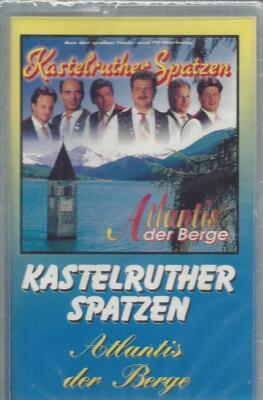 Aus der großen Funk- und TV-Werbung
Kastelruther Spatzen
Atlantis
der Berge
KASTELRUTHER
SPATZEN
Atlantis
der Berge